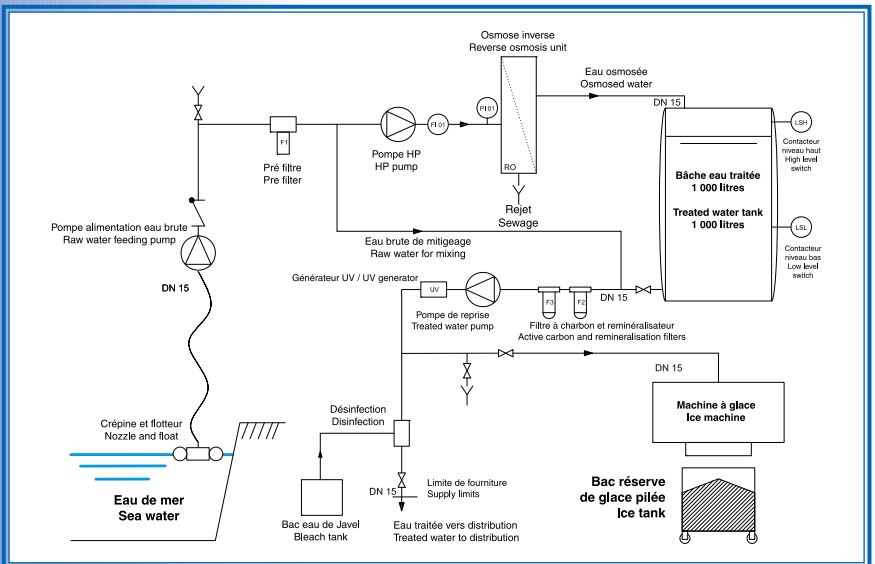 Osmose inverse
Reverse osmosis unit
Eau osmosée
Osmosed water
DN 15
PI 01
FI 01
F1
Pompe HP
HP pump
Pré filtre
Pre filter
RO
Rejet
Sewage
LSH
Contacteur
niveau haut
High level
switch
Bâche eau traitée
1 000 litres
Treated water tank
1 000 litres
LSL
Contacteur
niveau bas
Low level
switch
Pompe alimentation eau brute
Raw water feeding pump
DN 15
Eau brute de mitigeage
Raw water for mixing
Générateur UV / UV generator
UV
F3
F2
DN 15
Pompe de reprise
Treated water pump
Filtre à charbon et reminéralisateur
Active carbon and remineralisation filters
DN 15
Machine à glace
Ice machine
Crépine et flotteur
Nozzle and float
Désinfection
Disinfection
Eau de mer
Sea water
Limite de fourniture
Supply limits
DN 15
Bac eau de Javel
Bleach tank
Eau traitée vers distribution
Treated water to distribution
Bac réserve
de glace pilée
Ice tank